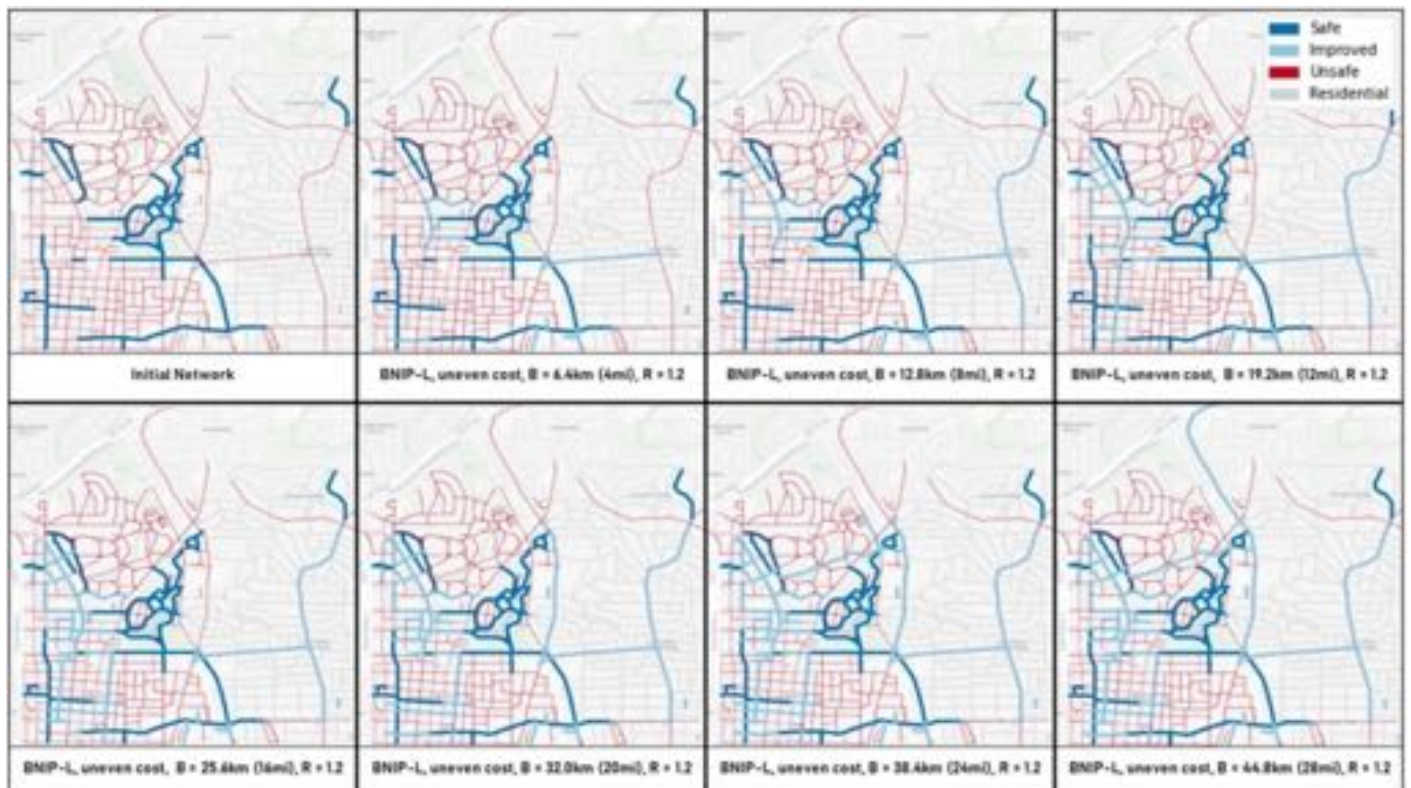 Safe
Improved
Unsafe
Residential
Initial Network
BNIP-L, uneven cost, B = 6.4km (4mi), R = 1.2
BNIP-L, uneven cost, B = 12.8km (8mi), R = 1.2
BNIP-L, uneven cost, B = 19.2km (12mi), R = 1.2
BNIP-L, uneven cost, B = 25.6km (16mi), R = 1.2
BNIP-L, uneven cost, B = 32.0km (20mi), R = 1.2
BNIP-L, uneven cost, B = 38.4km (24mi), R = 1.2
BNIP-L, uneven cost, B = 44.8km (28mi), R = 1.2